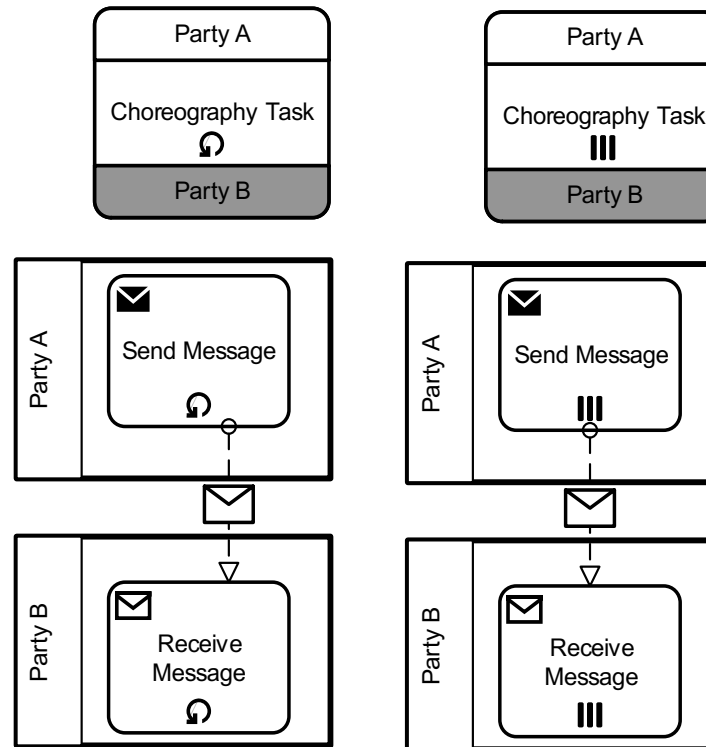 Party A
Choreography Task
Party B
Party A
Choreography Task
Party B
Party A
Send Message
Party B
Receive
Message
Party A
Send Message
Party B
Receive
Message